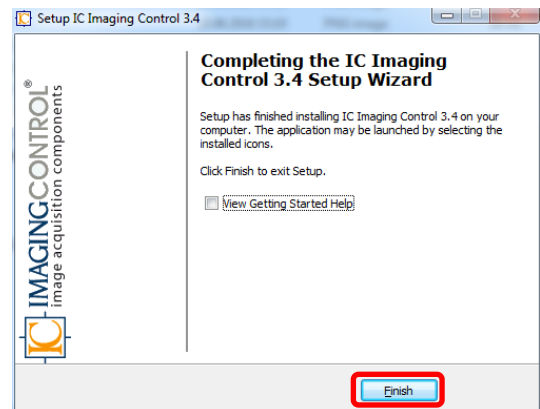 Setup IC Imaging Control 3.4
Completing the IC Imaging
Control 3.4 Setup Wizard
Setup has finished installing IC Imaging Control 3.4 on your
computer. The application may be launched by selecting the
installed icons.
Click Finish to exit Setup.
View Getting Started Help
IC IMAGINGCONTROL®
image acquisition components
Finish